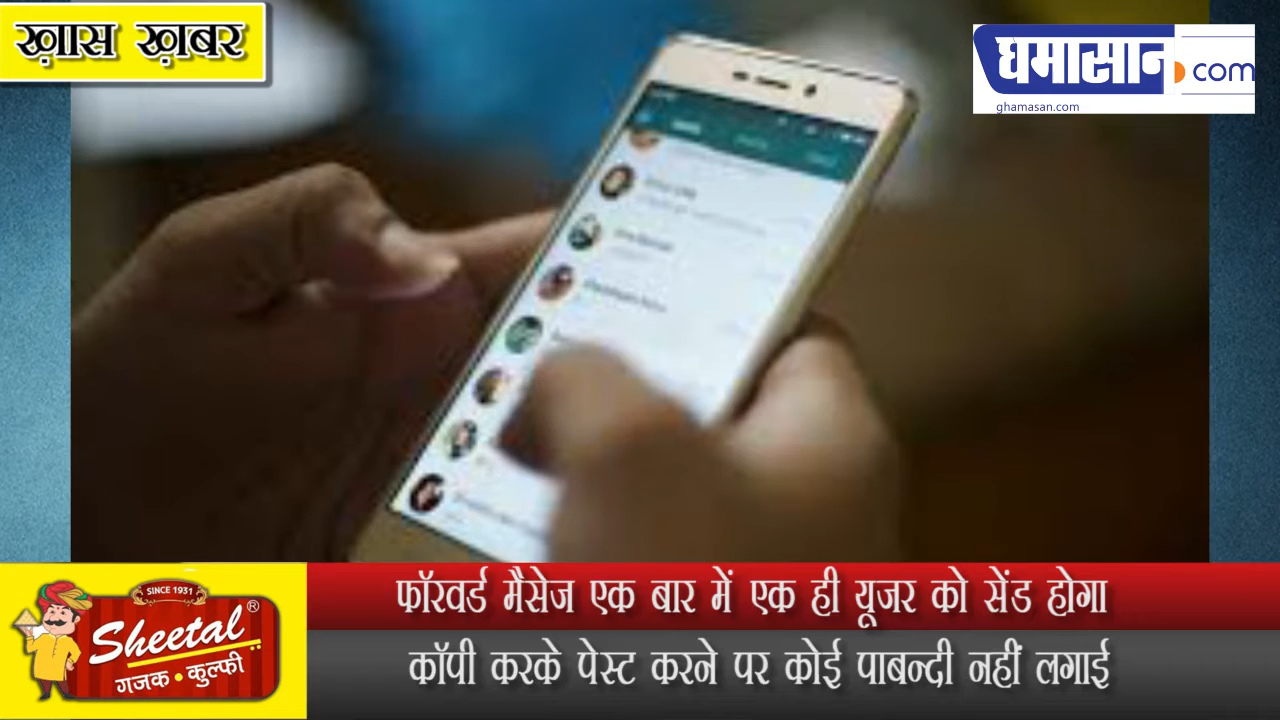 ख़ास ख़बर
घमासान.com
ghamasan.com
SINCE 1931
Sheetal®
गजक • कुल्फी
फॉरवर्ड मैसेज एक बार में एक ही यूजर को सेंड होगा
कॉपी करके पेस्ट करने पर कोई पाबन्दी नहीं लगाई